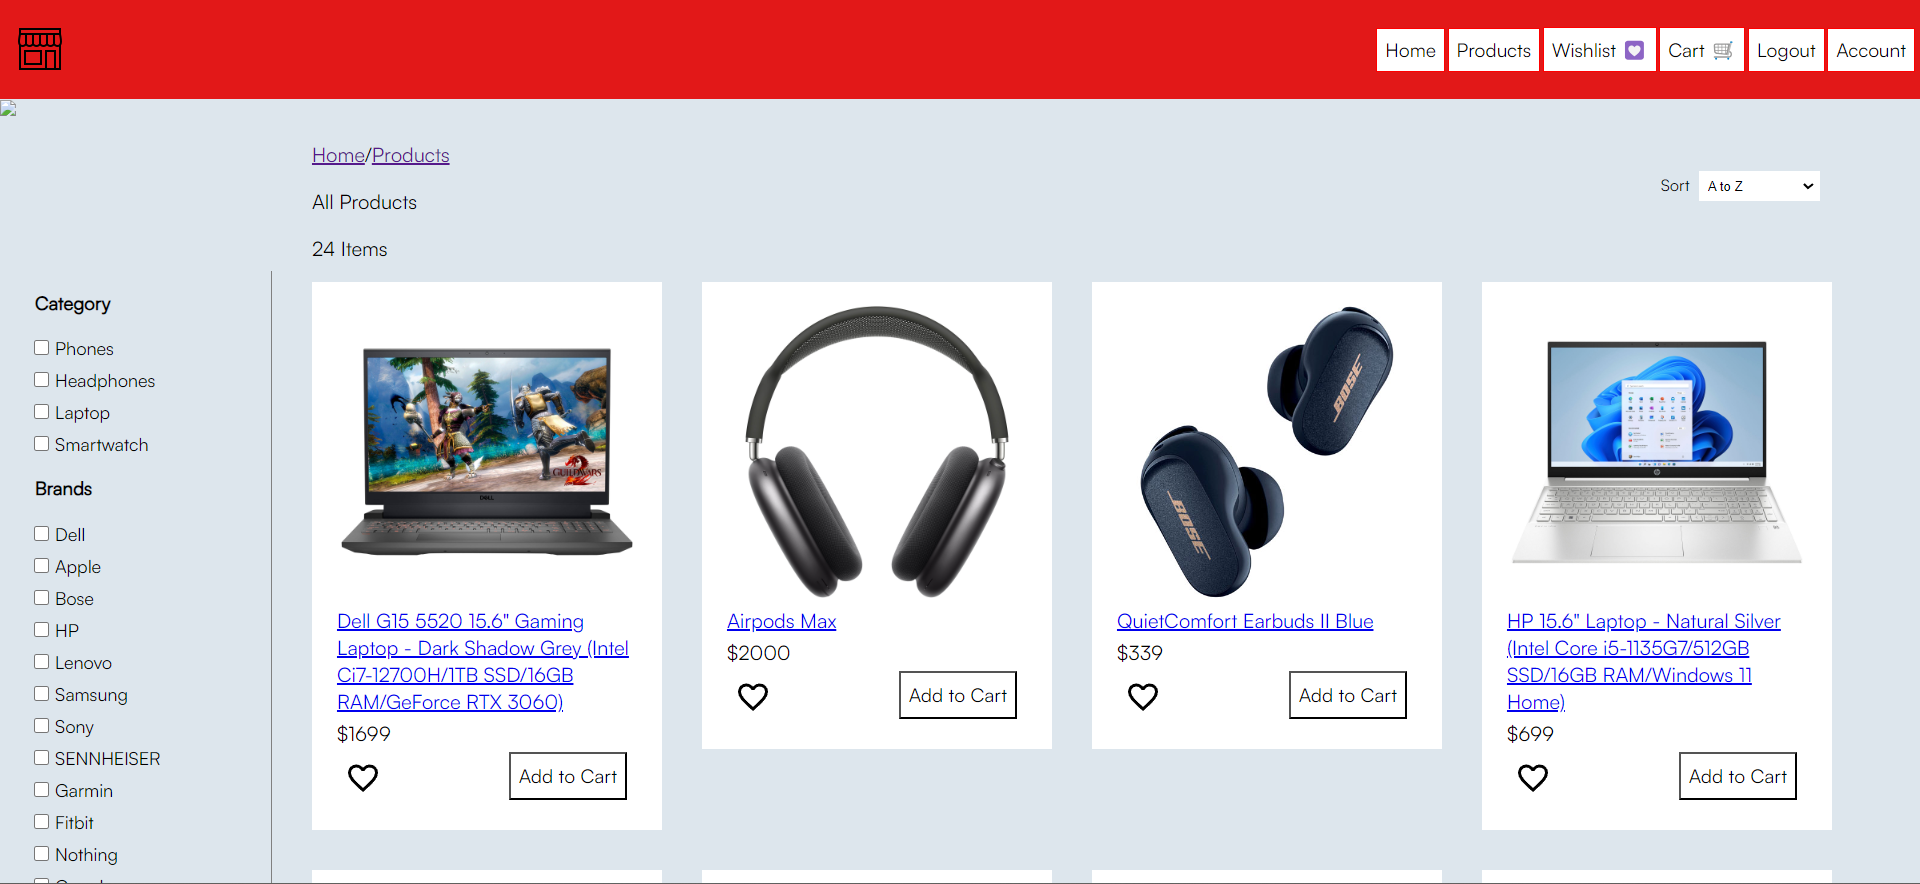 Home
Products
Wishlist 💟
Cart 🛒
Logout
Account
Home/Products
All Products
24 Items
Sort
A to Z
Category
Phones
Headphones
Laptop
Smartwatch
Brands
Dell
Apple
Bose
HP
Lenovo
Samsung
Sony
SENNHEISER
Garmin
Fitbit
Nothing
GUILDWARS
DELL
Dell G15 5520 15.6" Gaming
Laptop - Dark Shadow Grey (Intel
Ci7-12700H/1TB SSD/16GB
RAM/GeForce RTX 3060)
$1699
Add to Cart
Airpods Max
$2000
Add to Cart
BOSE
BOSE
QuietComfort Earbuds II Blue
$339
Add to Cart
HP 15.6" Laptop - Natural Silver
(Intel Core i5-1135G7/512GB
SSD/16GB RAM/Windows 11
Home)
$699
Add to Cart